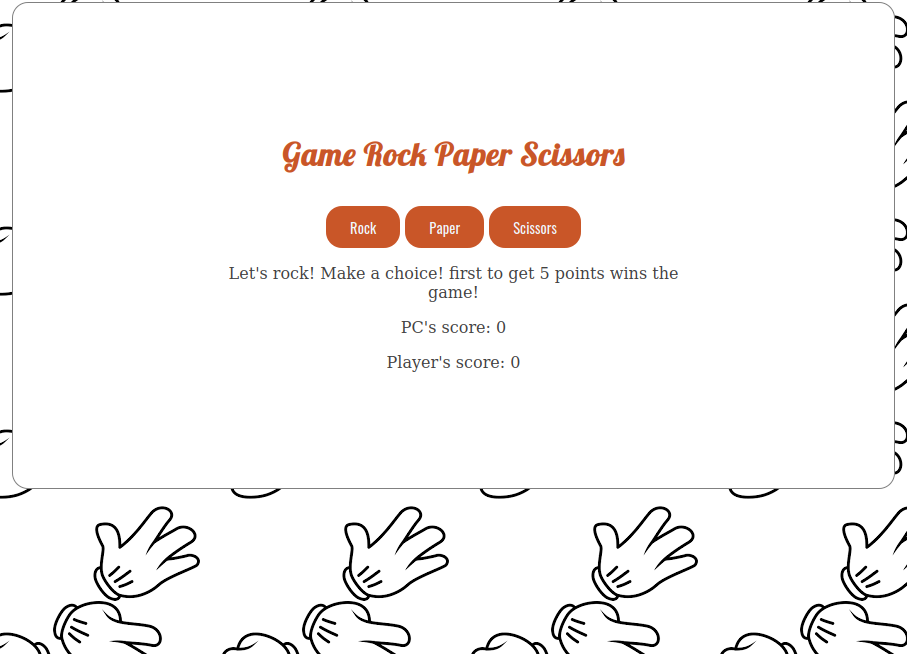 Game Rock Paper Scissors
Rock Paper Scissors
Let's rock! Make a choice! first to get 5 points wins the
game!
PC's score: 0
Player's score: 0